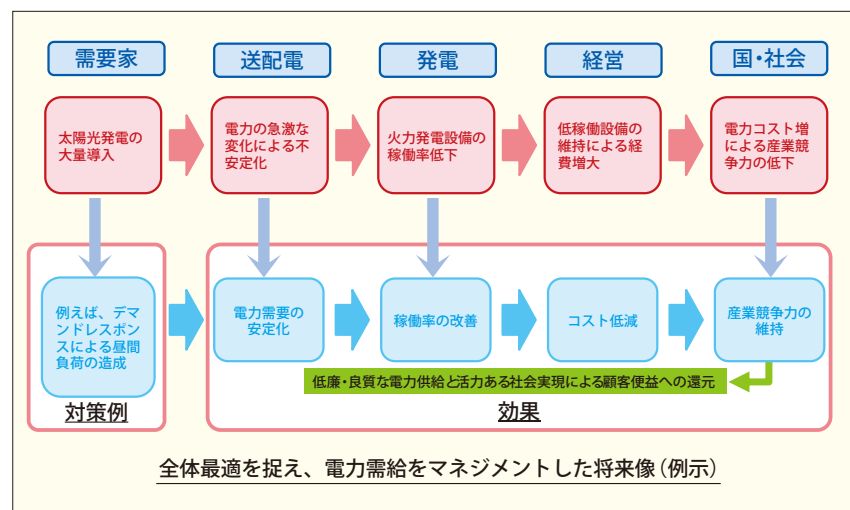 需要家
送配電
発電
経営
国・社会
太陽光発電の
大量導入
電力の急激な
変化による不
安定化
火力発電設備の
稼働率低下
低稼働設備の
維持による経
費増大
電力コスト増
による産業競
争力の低下
例えば、デマ
ンドレスポン
スによる昼間
負荷の造成
電力需要の
安定化
稼働率の改善
コスト低減
産業競争力の
維持
低廉・良質な電力供給と活力ある社会実現による顧客便益への還元
対策例
効果
全体最適を捉え、電力需給をマネジメントした将来像（例示）